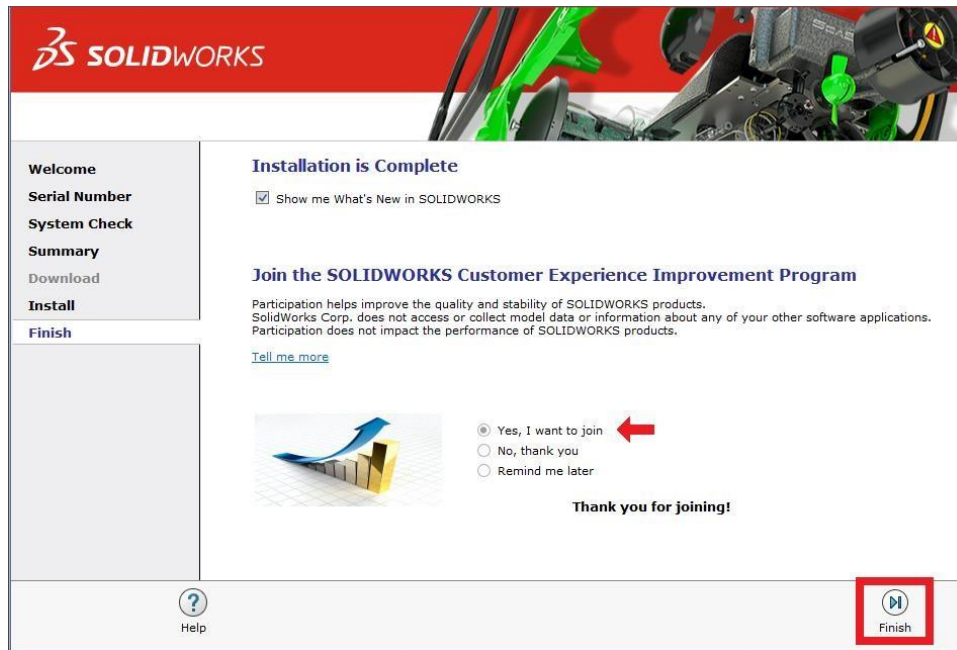 3S SOLIDWORKS
Welcome
Serial Number
System Check
Summary
Download
Install
Finish
Installation is Complete
Show me What's New in SOLIDWORKS
Join the SOLIDWORKS Customer Experience Improvement Program
Participation helps improve the quality and stability of SOLIDWORKS products.
SolidWorks Corp. does not access or collect model data or information about any of your other software applications.
Participation does not impact the performance of SOLIDWORKS products.
Tell me more
Yes, I want to join
No, thank you
Remind me later
Thank you for joining!
?
Help
Finish